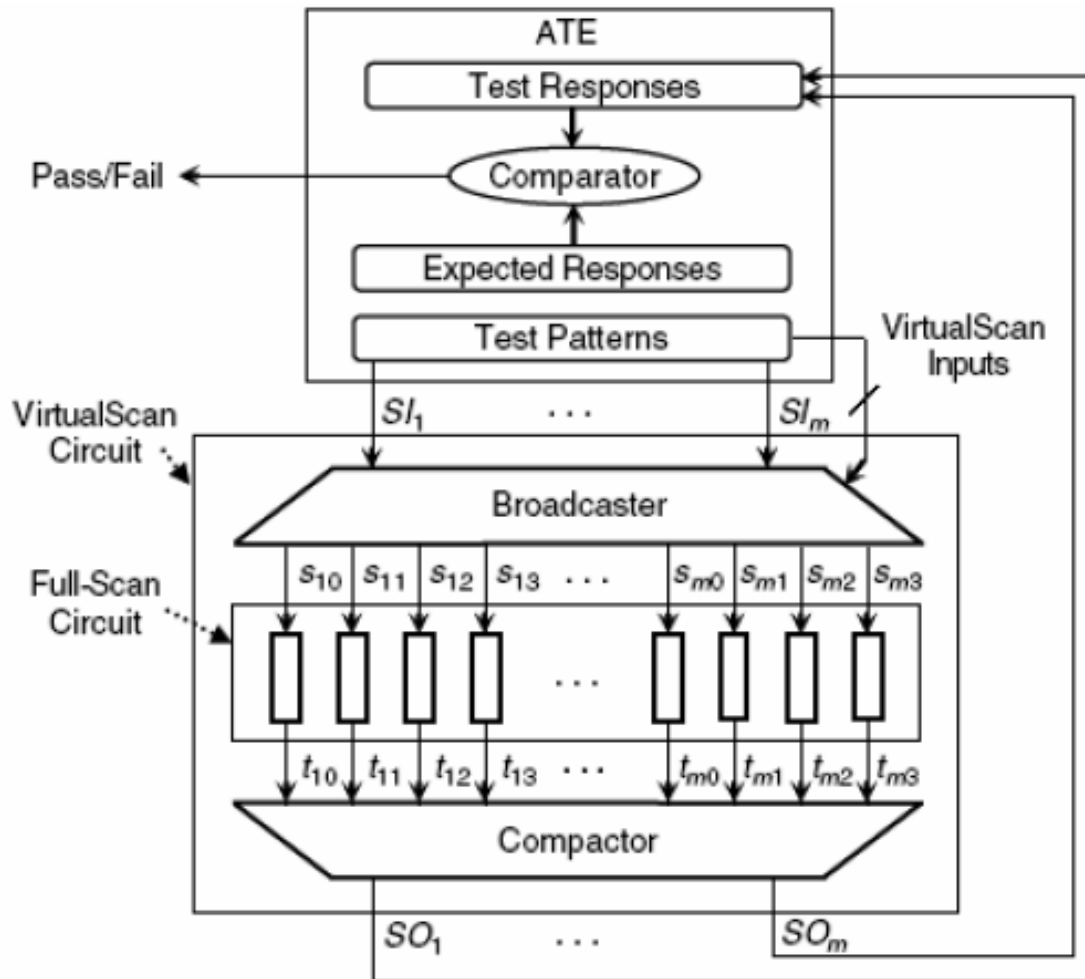 ATE
Test Responses
Pass/Fail
Comparator
Expected Responses
Test Patterns
VirtualScan
Inputs
SI1 ... SIm
VirtualScan
Circuit
Broadcaster
s10 s11 s12 s13 ... sm0 sm1 sm2 sm3
Full-Scan
Circuit
...
t10 t11 t12 t13 ... tm0 tm1 tm2 tm3
Compactor
SO1 ... SOm